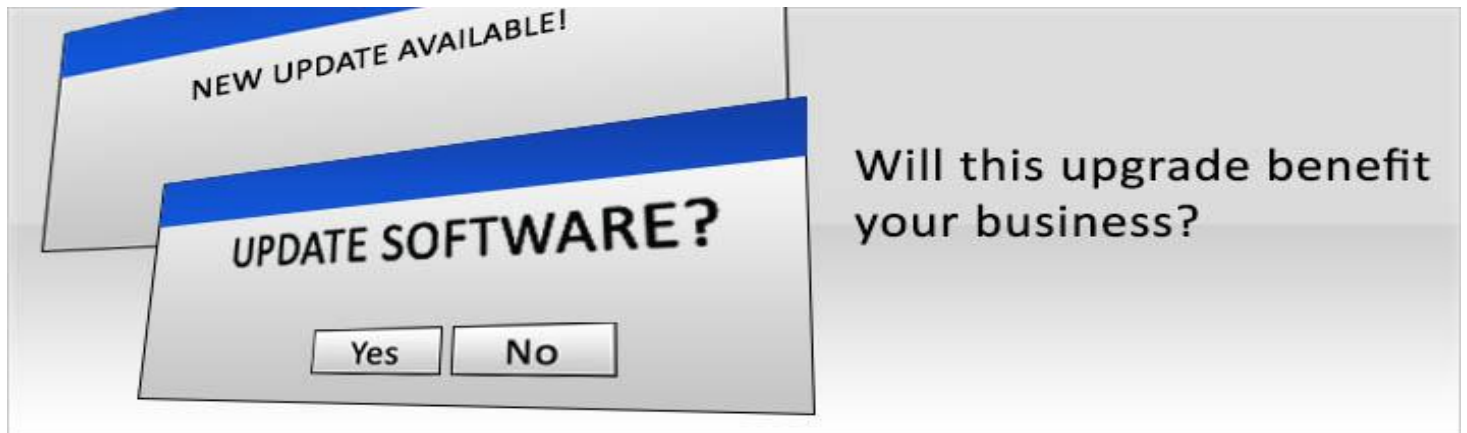 NEW UPDATE AVAILABLE!
UPDATE SOFTWARE?
Yes No
Will this upgrade benefit
your business?